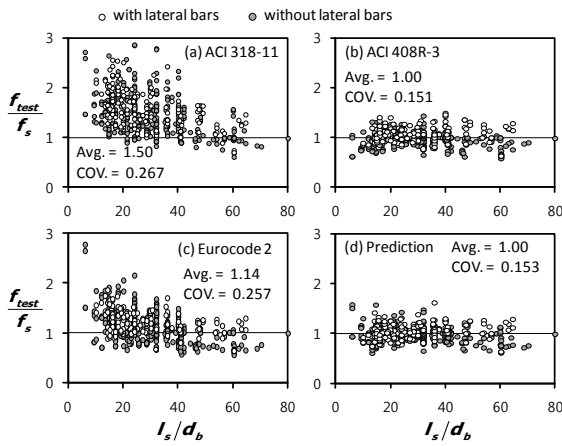 with lateral bars without lateral bars
3
2
1
0
f_test
f_s
(a) ACI 318-11
Avg. = 1.50
COV. = 0.267
0 20 40 60 80
3
2
1
0
(b) ACI 408R-3
Avg. = 1.00
COV. = 0.151
0 20 40 60 80
3
2
1
0
f_test
f_s
(c) Eurocode 2
Avg. = 1.14
COV. = 0.257
0 20 40 60 80
l_s/d_b
3
2
1
0
(d) Prediction
Avg. = 1.00
COV. = 0.153
0 20 40 60 80
l_s/d_b